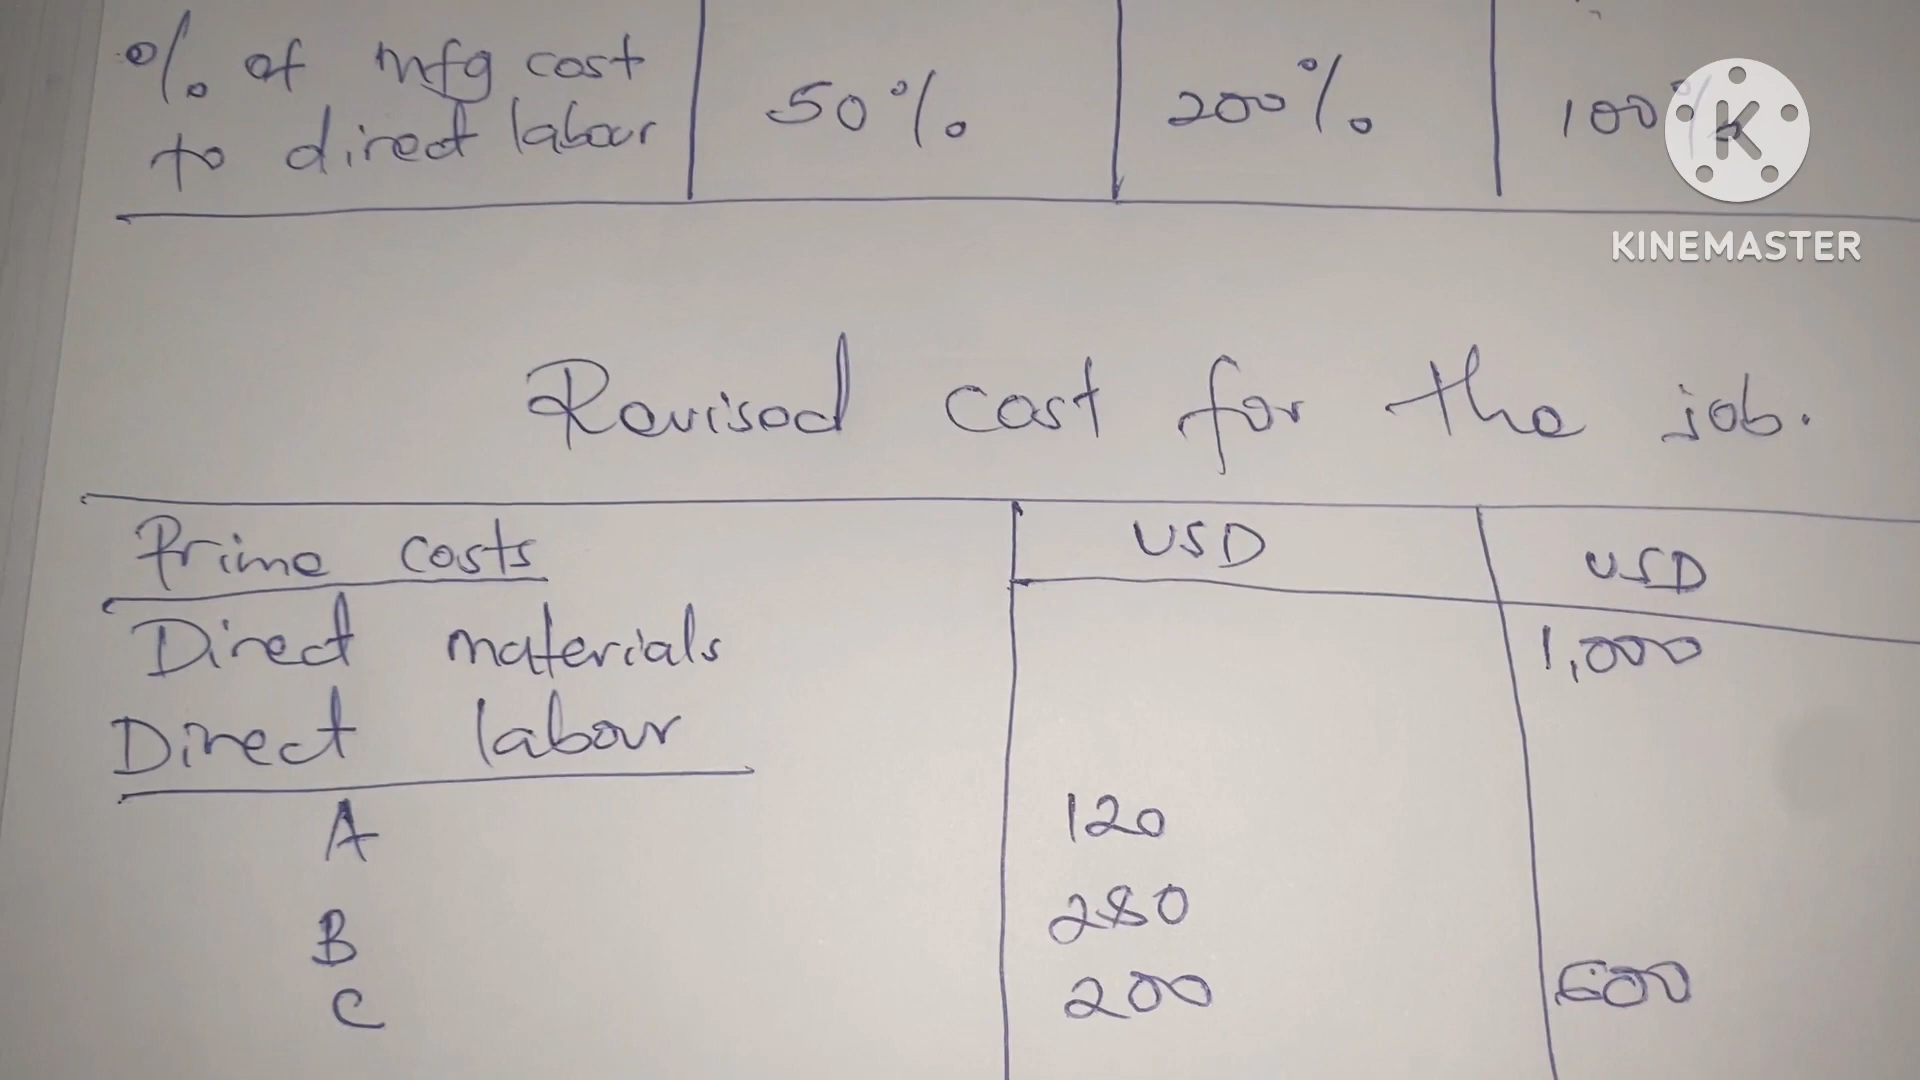 % of mfg cost
to direct labour
50%
200%
100%
K
KINEMASTER
Revised cost for the job.
Prime costs
USD
USD
Direct materials
1,000
Direct labour
A
120
B
280
C
200
600